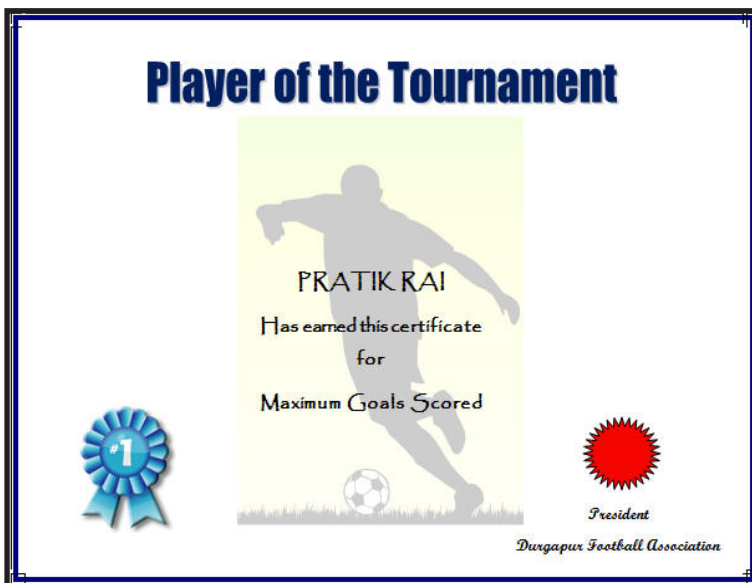 Player of the Tournament
PRATIK RAI
Has earned this certificate
for
Maximum Goals Scored
#1
President
Durgapur Football Association